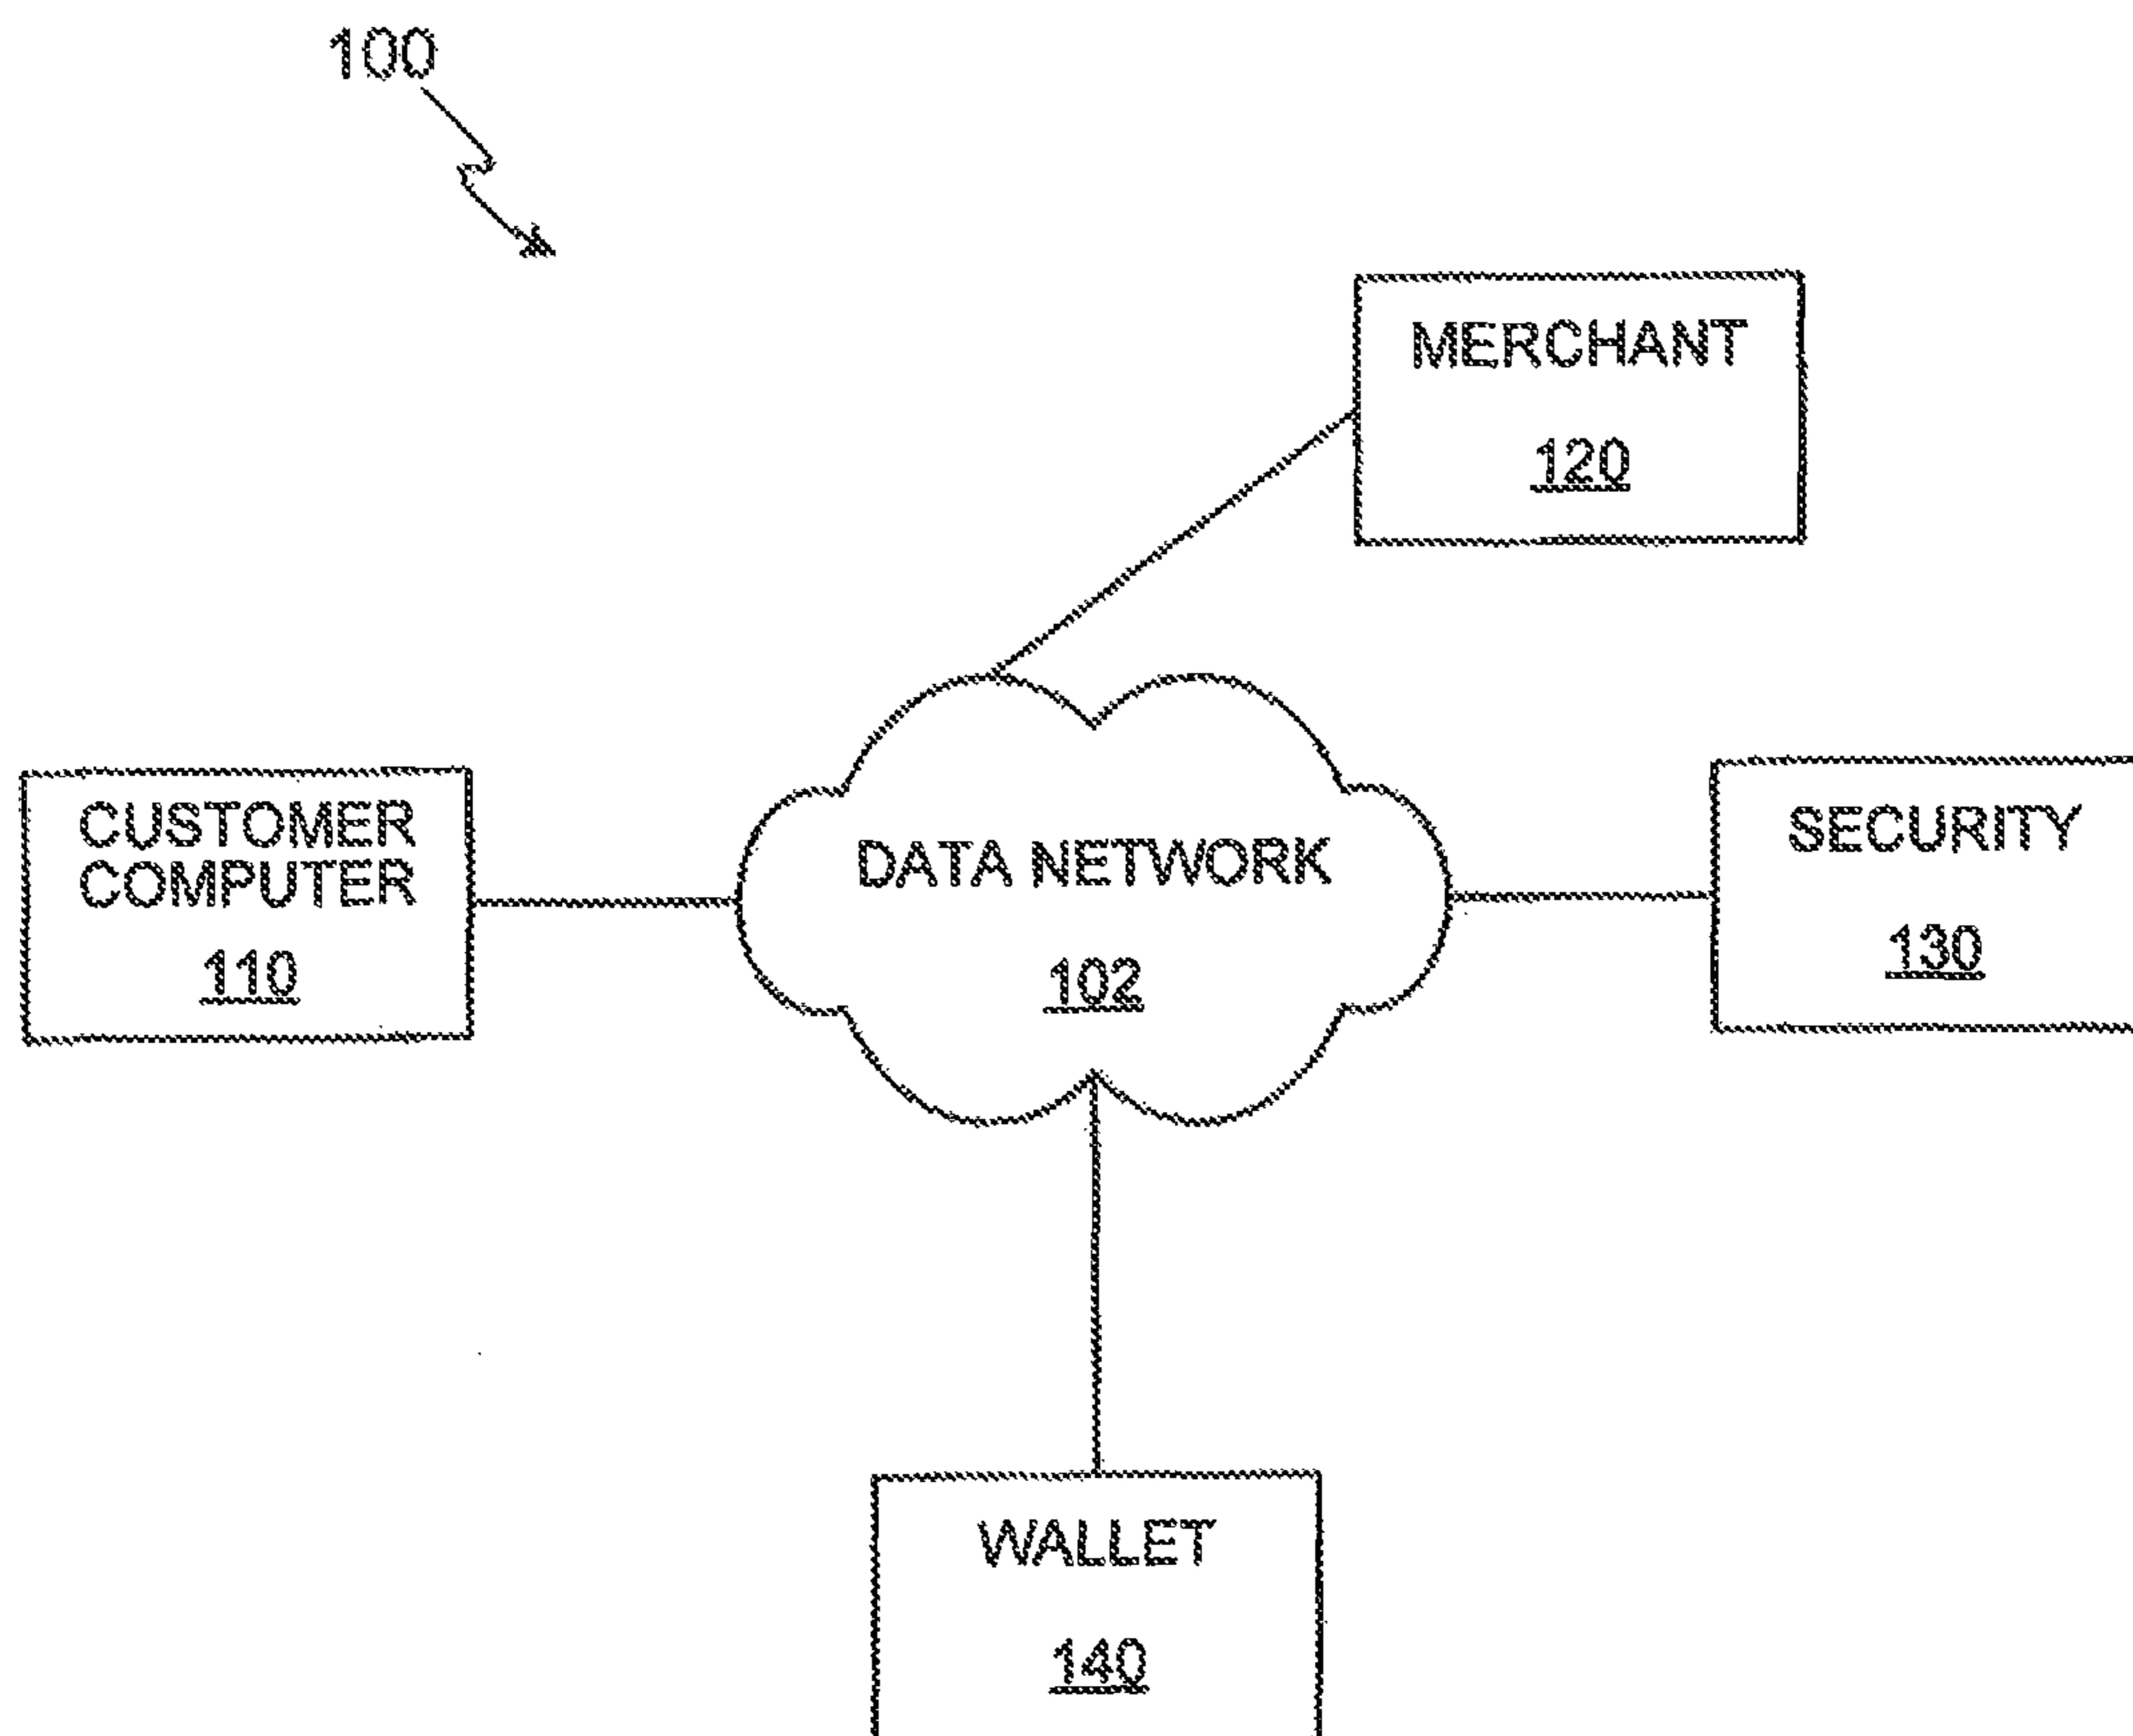 100
MERCHANT
120
CUSTOMER
COMPUTER
110
DATA NETWORK
102
SECURITY
130
WALLET
140